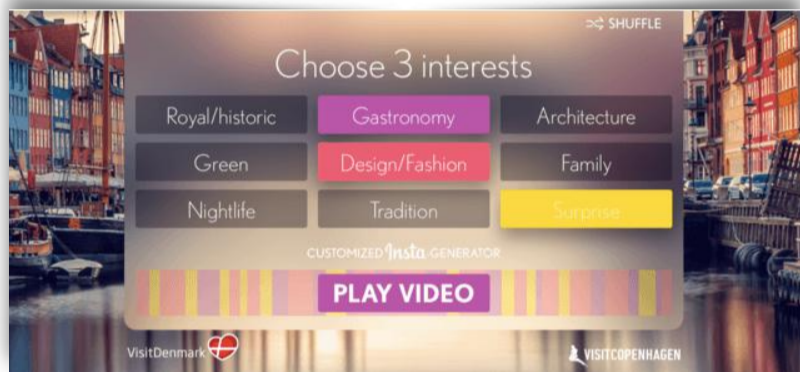 SHUFFLE
Choose 3 interests
Royal/historic Gastronomy Architecture
Green Design/Fashion Family
Nightlife Tradition Surprise
CUSTOMIZED Insta GENERATOR
PLAY VIDEO
VisitDenmark VISITCOPENHAGEN